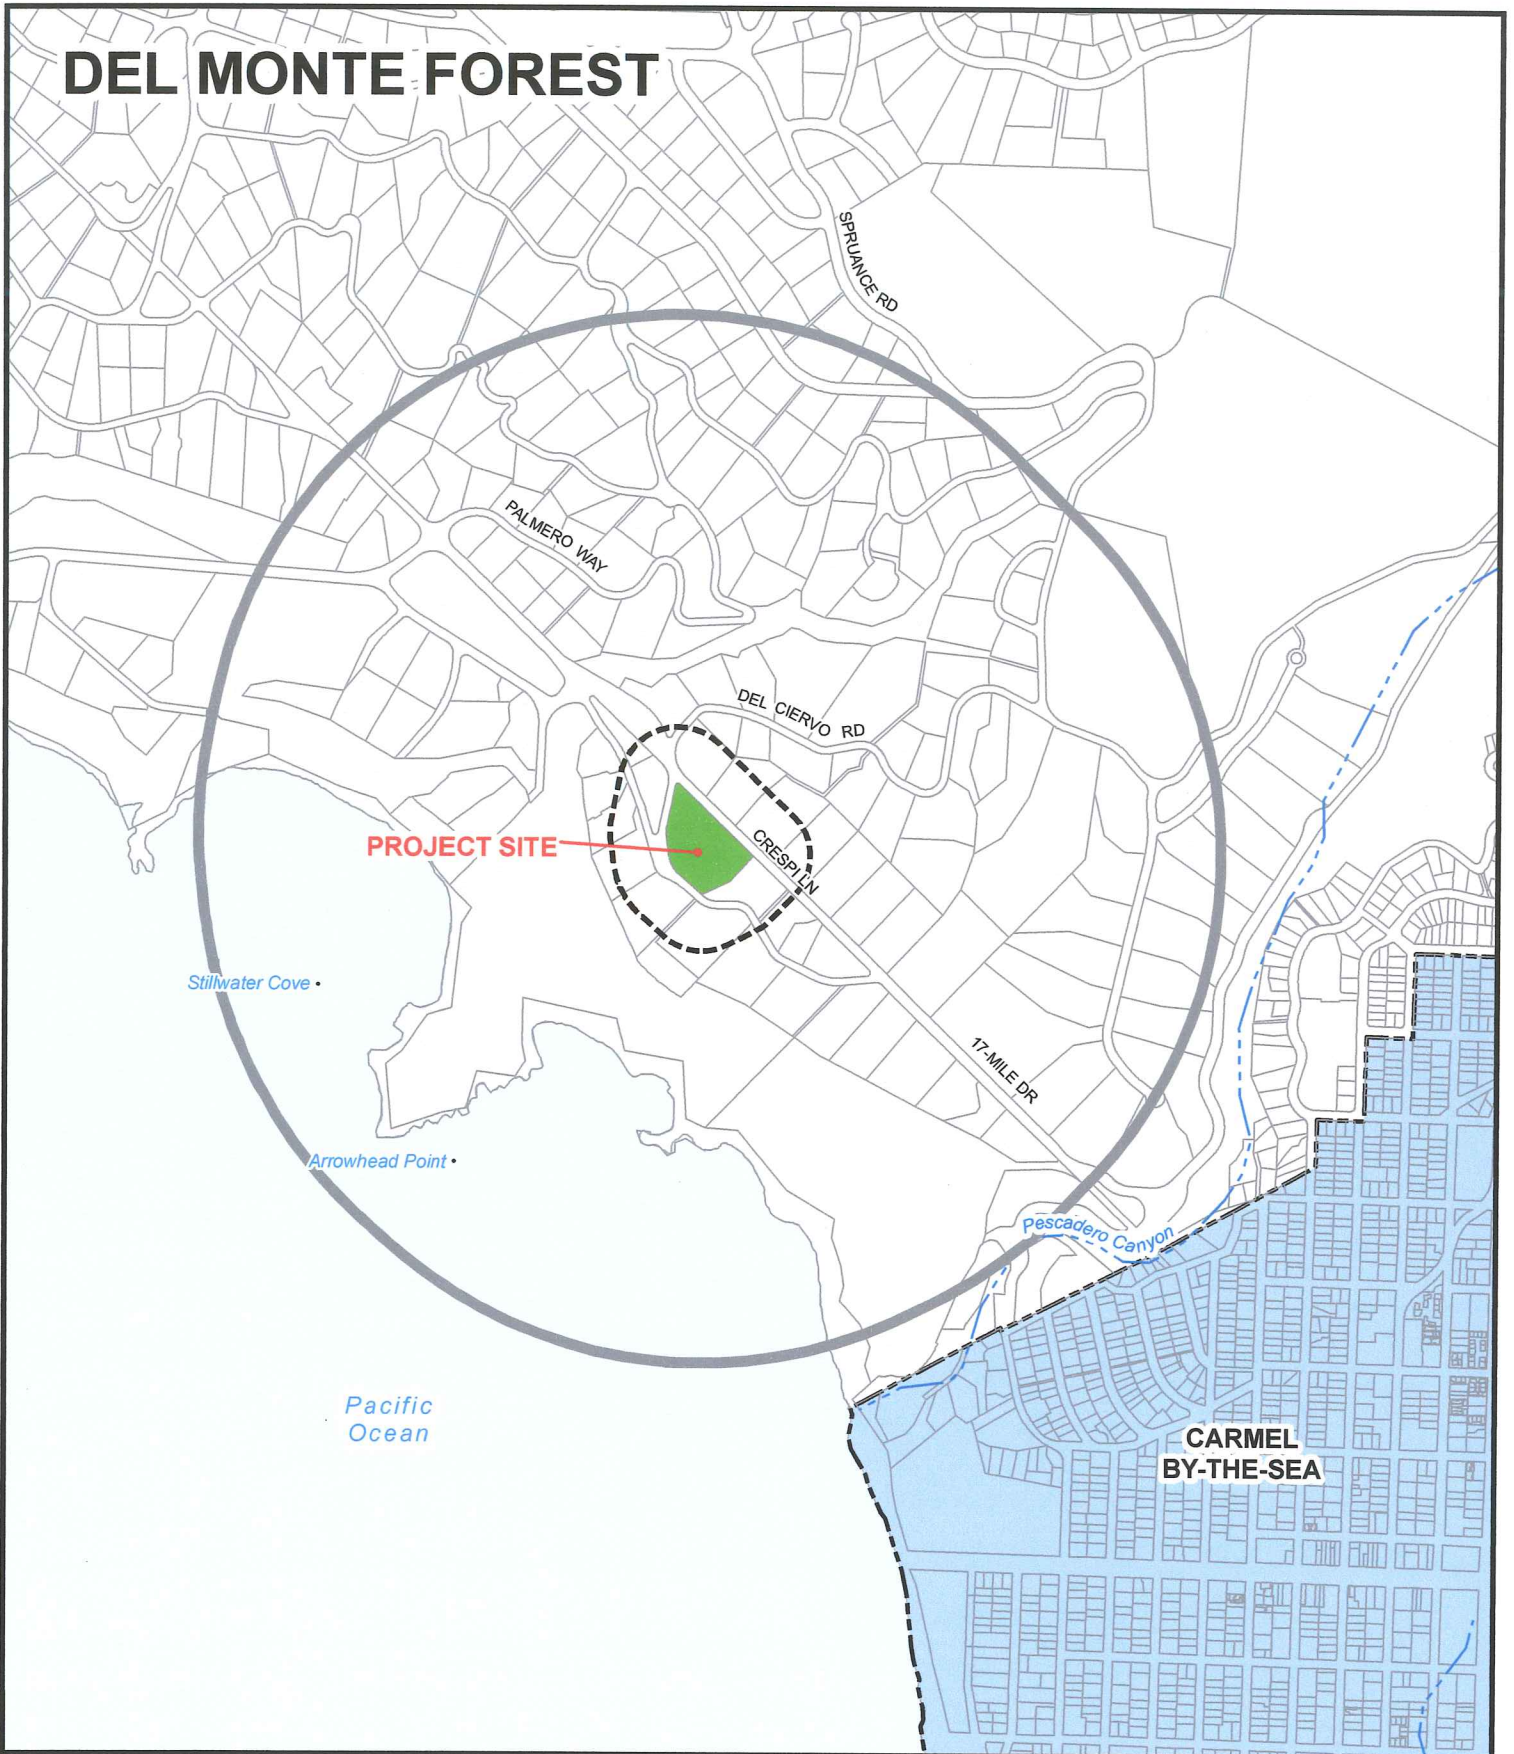 DEL MONTE FOREST
SPRUANCE RD
PALMERO WAY
DEL CIERVO RD
PROJECT SITE
CRESPI LN
Stillwater Cove
17-MILE DR
Arrowhead Point
Pescadero Canyon
Pacific
Ocean
CARMEL
BY-THE-SEA